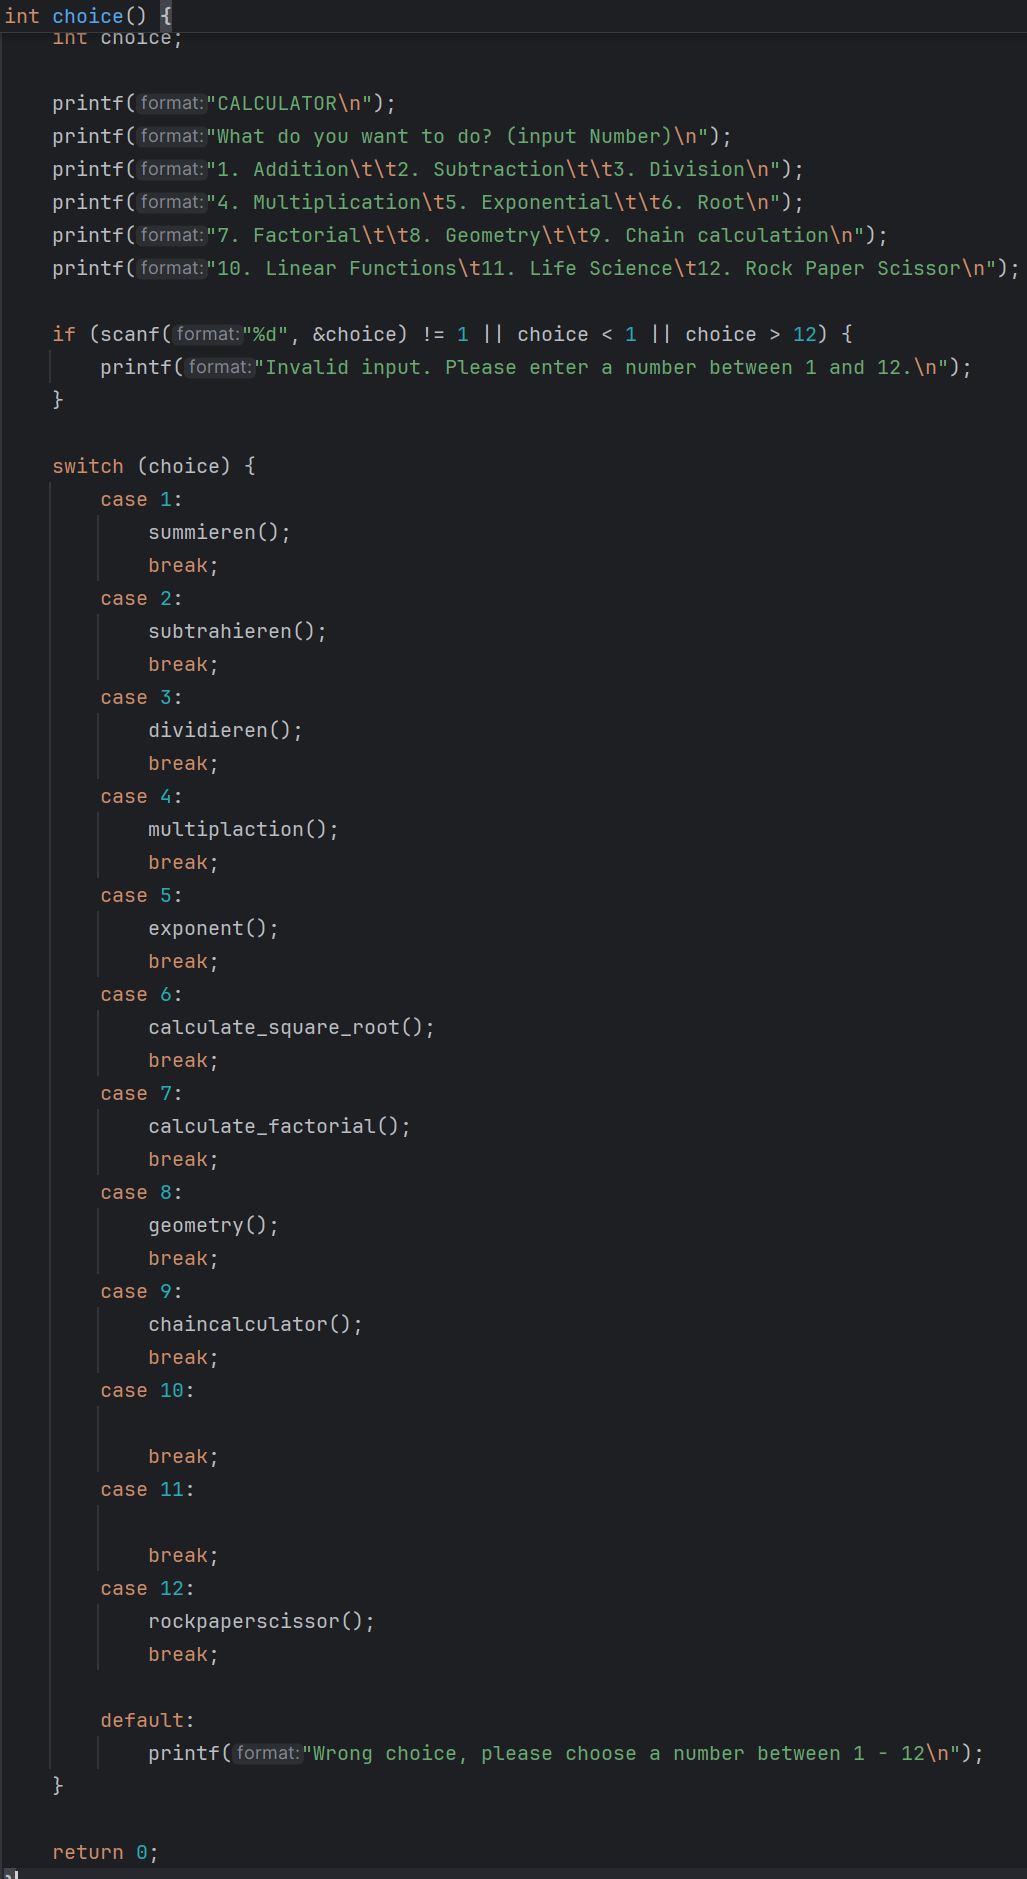 int choice() {
int choice;
printf(format:"CALCULATOR\n");
printf(format:"What do you want to do? (input Number)\n");
printf(format:"1. Addition\t\t2. Subtraction\t\t3. Division\n");
printf(format:"4. Multiplication\t5. Exponential\t\t6. Root\n");
printf(format:"7. Factorial\t\t8. Geometry\t\t9. Chain calculation\n");
printf(format:"10. Linear Functions\t11. Life Science\t12. Rock Paper Scissor\n");
if (scanf(format:"%d", &choice) != 1 || choice < 1 || choice > 12) {
printf(format:"Invalid input. Please enter a number between 1 and 12.\n");
}
switch (choice) {
case 1:
summieren();
break;
case 2:
subtrahieren();
break;
case 3:
dividieren();
break;
case 4:
multiplaction();
break;
case 5:
exponent();
break;
case 6:
calculate_square_root();
break;
case 7:
calculate_factorial();
break;
case 8:
geometry();
break;
case 9:
chaincalculator();
break;
case 10:
break;
case 11:
break;
case 12:
rockpaperscissor();
break;
default:
printf(format:"Wrong choice, please choose a number between 1 - 12\n");
}
return 0;
}